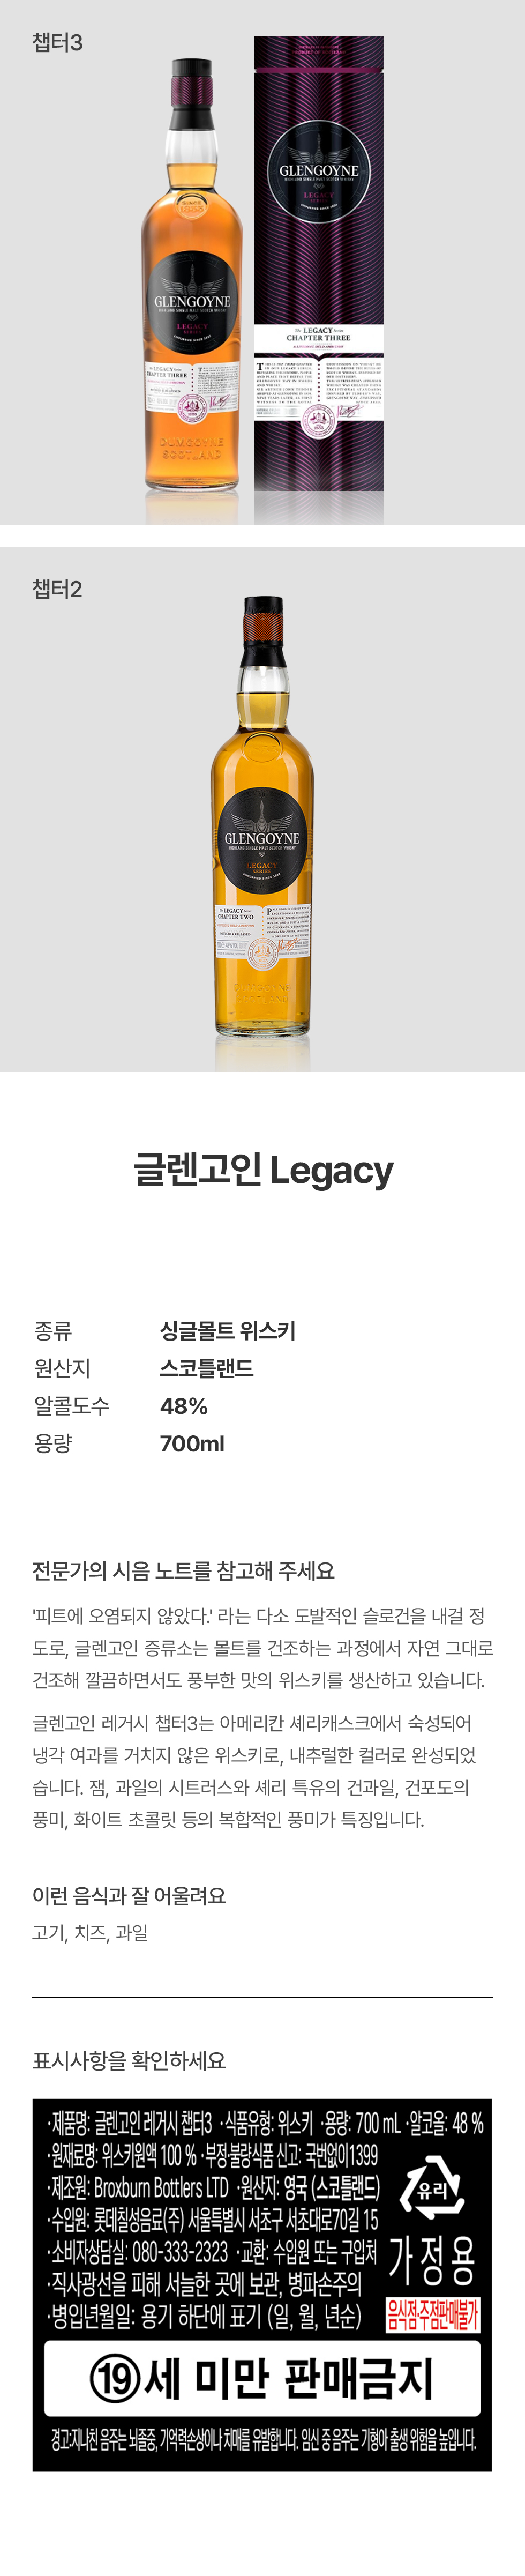 챕터3
GLENGOYNE
HIGHLAND SINGLE MALT SCOTCH WHISKY
LEGACY
SERIES
UNHURRIED SINCE 1833
The LEGACY Series
CHAPTER THREE
DUMGOYNE
SCOTLAND
GLENGOYNE
HIGHLAND SINGLE MALT SCOTCH WHISKY
LEGACY
SERIES
UNHURRIED SINCE 1833
The LEGACY Series
CHAPTER THREE
챕터2
GLENGOYNE
HIGHLAND SINGLE MALT SCOTCH WHISKY
LEGACY
SERIES
UNHURRIED SINCE 1833
The LEGACY Series
CHAPTER TWO
DUMGOYNE
SCOTLAND
글렌고인 Legacy
종류 싱글몰트 위스키
원산지 스코틀랜드
알콜도수 48%
용량 700ml
전문가의 시음 노트를 참고해 주세요
'피트에 오염되지 않았다.' 라는 다소 도발적인 슬로건을 내걸 정
도로, 글렌고인 증류소는 몰트를 건조하는 과정에서 자연 그대로
건조해 깔끔하면서도 풍부한 맛의 위스키를 생산하고 있습니다.
글렌고인 레거시 챕터3는 아메리칸 셰리캐스크에서 숙성되어
냉각 여과를 거치지 않은 위스키로, 내추럴한 컬러로 완성되었
습니다. 잼, 과일의 시트러스와 셰리 특유의 건과일, 건포도의
풍미, 화이트 초콜릿 등의 복합적인 풍미가 특징입니다.
이런 음식과 잘 어울려요
고기, 치즈, 과일
표시사항을 확인하세요
·제품명: 글렌고인 레거시 챕터3 ·식품유형: 위스키 ·용량: 700 mL ·알코올: 48 %
·원재료명: 위스키원액 100 % ·부정·불량식품 신고: 국번없이1399
·제조원: Broxburn Bottlers LTD ·원산지: 영국 (스코틀랜드)
·수입원: 롯데칠성음료(주) 서울특별시 서초구 서초대로70길 15
·소비자상담실: 080-333-2323 ·교환: 수입원 또는 구입처
·직사광선을 피해 서늘한 곳에 보관, 병파손주의
·병입년월일: 용기 하단에 표기 (일, 월, 년순)
유리
가정용
음식점·주점판매불가
⑲세 미만 판매금지
경고:지나친 음주는 뇌졸중, 기억력손상이나 치매를 유발합니다. 임신 중 음주는 기형아 출생 위험을 높입니다.